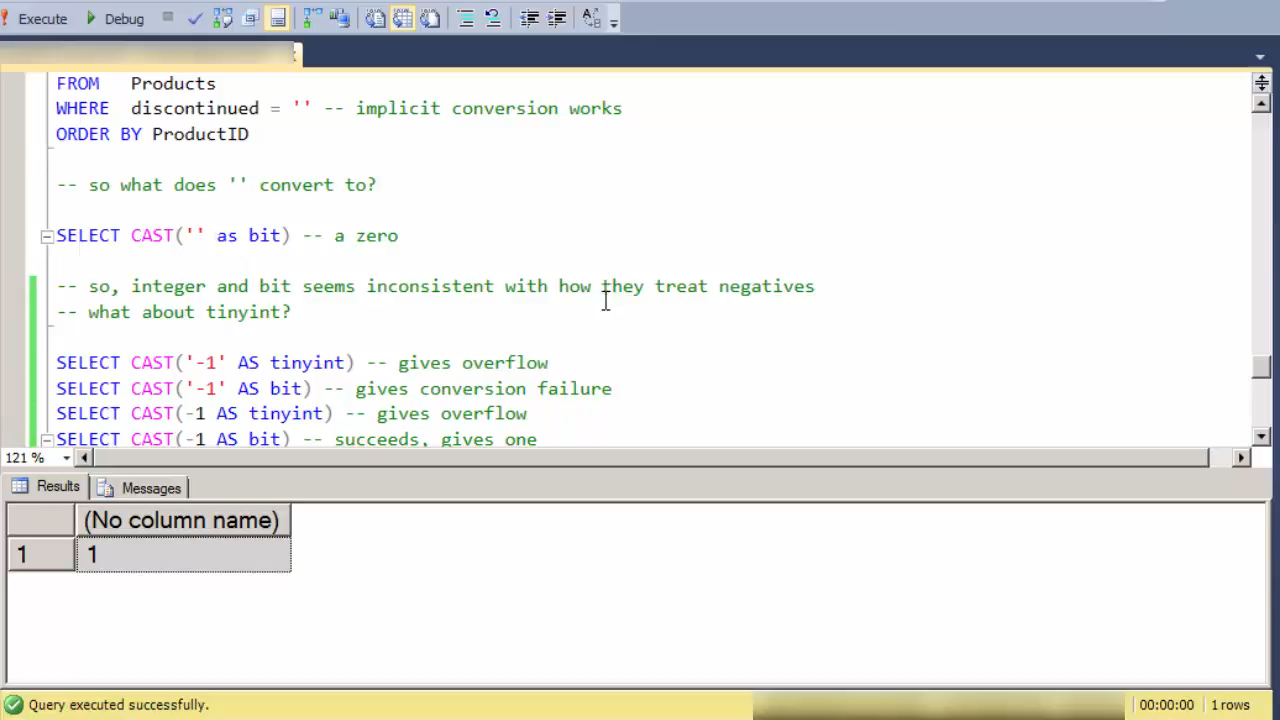 Execute Debug
FROM Products
WHERE discontinued = '' -- implicit conversion works
ORDER BY ProductID
-- so what does '' convert to?
SELECT CAST('' as bit) -- a zero
-- so, integer and bit seems inconsistent with how they treat negatives
-- what about tinyint?
SELECT CAST('-1' AS tinyint) -- gives overflow
SELECT CAST('-1' AS bit) -- gives conversion failure
SELECT CAST(-1 AS tinyint) -- gives overflow
SELECT CAST(-1 AS bit) -- succeeds, gives one
121 %
Results Messages
(No column name)
1 1
Query executed successfully. 00:00:00 1 rows